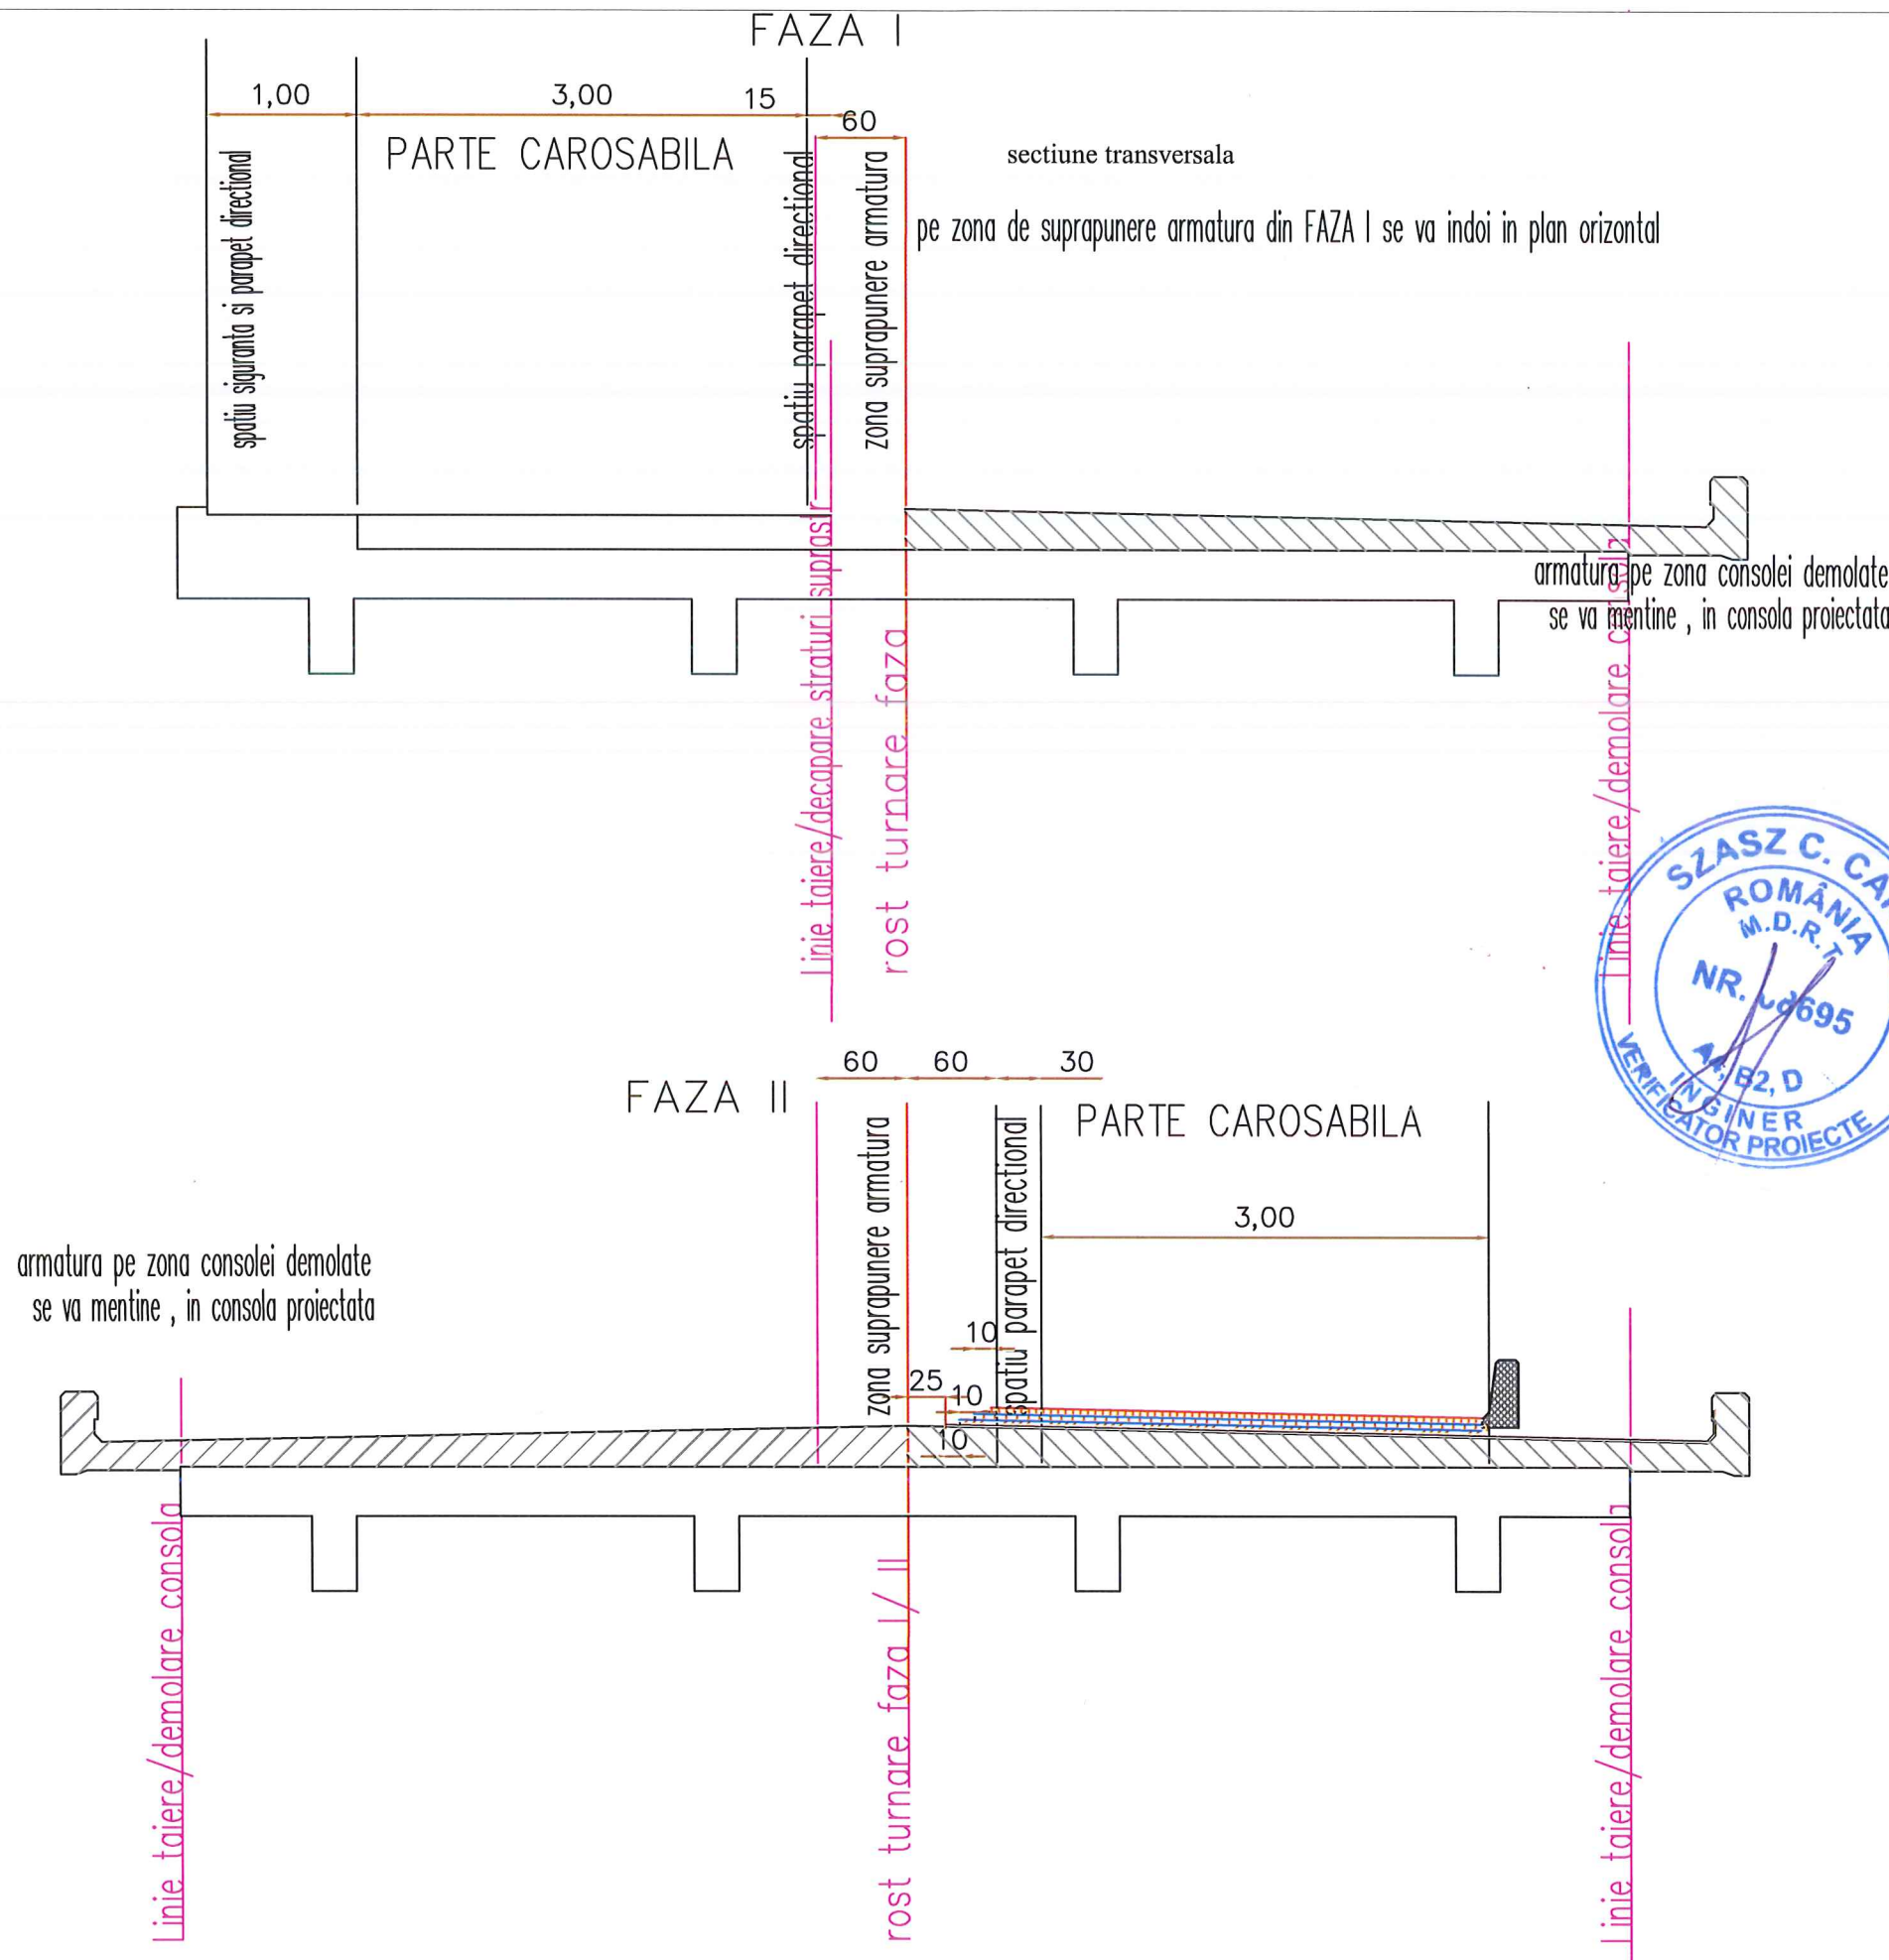 FAZA I
1,00
3,00
15
60
PARTE CAROSABILA
sectiune transversala
spatiu siguranta si parapet directional
spatiu parapet directional
zona suprapunere armatura
pe zona de suprapunere armatura din FAZA I se va indoi in plan orizontal
armatura pe zona consolei demolate
se va mentine , in consola proiectata
Linie taiere/decapare straturi suprastr
rost turnare faza
Linie taiere/demolare consola
SZASZ C.
ROMÂNIA
M.D.R.T
NR.
B2, D
INGINER
VERIFICATOR PROIECTE
60
60
30
FAZA II
PARTE CAROSABILA
zona suprapunere armatura
spatiu parapet directional
3,00
armatura pe zona consolei demolate
se va mentine , in consola proiectata
10
25
10
10
Linie taiere/demolare consola
rost turnare faza I/ II
Linie taiere/demolare consola